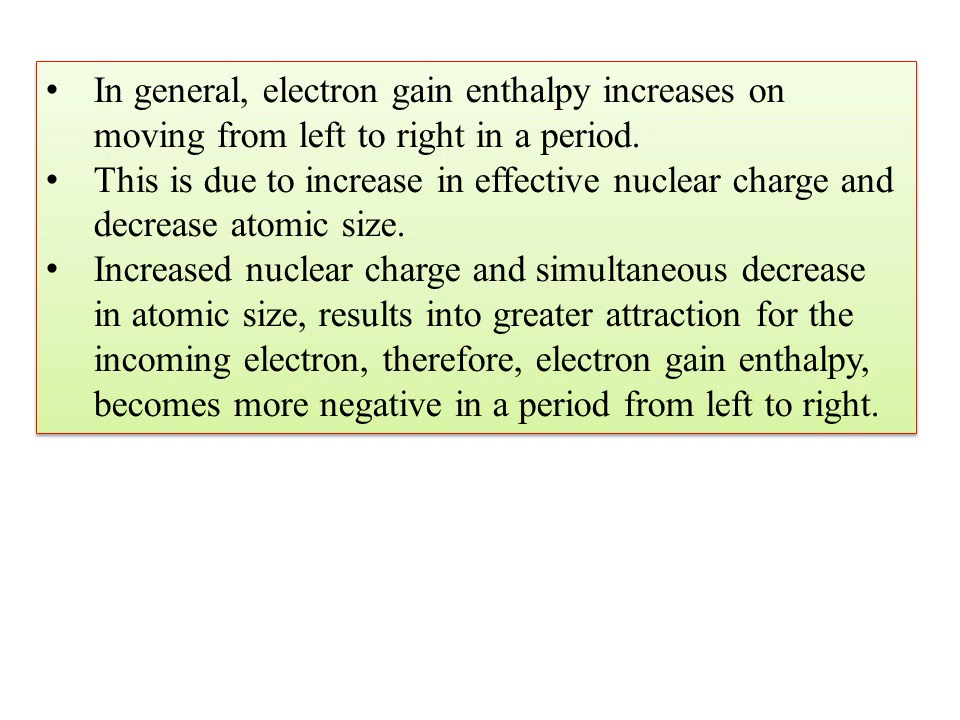 • In general, electron gain enthalpy increases on
moving from left to right in a period.
• This is due to increase in effective nuclear charge and
decrease atomic size.
• Increased nuclear charge and simultaneous decrease
in atomic size, results into greater attraction for the
incoming electron, therefore, electron gain enthalpy,
becomes more negative in a period from left to right.